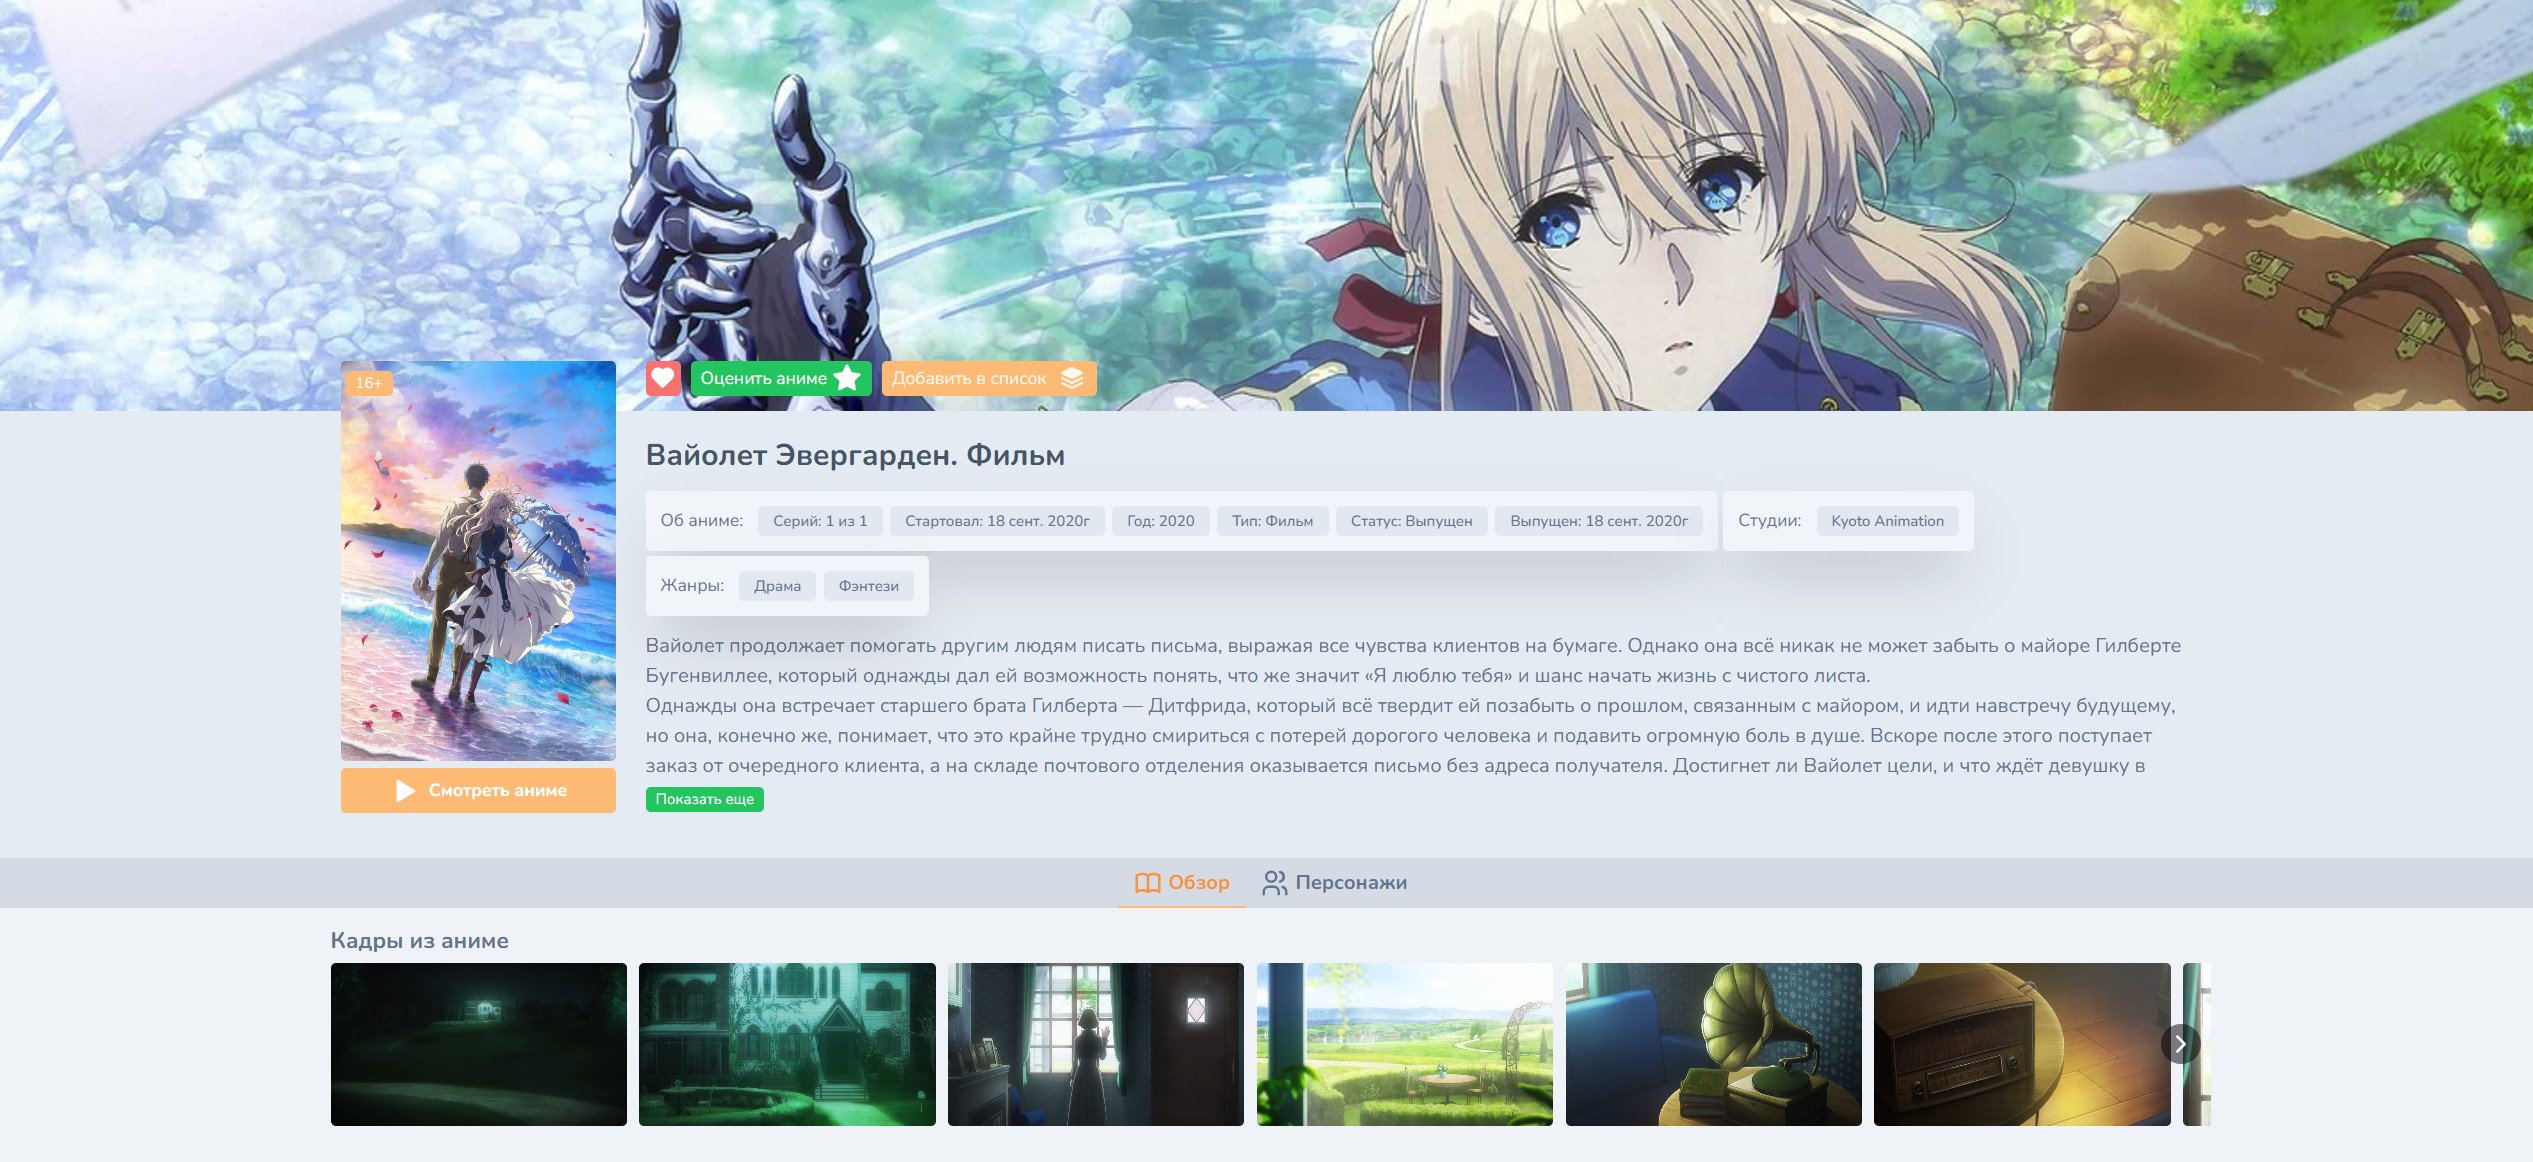 16+
Оценить аниме
Добавить в список
Вайолет Эвергарден. Фильм
Об аниме: Серий: 1 из 1 Стартовал: 18 сент. 2020г Год: 2020 Тип: Фильм Статус: Выпущен Выпущен: 18 сент. 2020г Студии: Kyoto Animation
Жанры: Драма Фэнтези
Вайолет продолжает помогать другим людям писать письма, выражая все чувства клиентов на бумаге. Однако она всё никак не может забыть о майоре Гилберте
Бугенвиллее, который однажды дал ей возможность понять, что же значит «Я люблю тебя» и шанс начать жизнь с чистого листа.
Однажды она встречает старшего брата Гилберта — Дитфрида, который всё твердит ей позабыть о прошлом, связанным с майором, и идти навстречу будущему,
но она, конечно же, понимает, что это крайне трудно смириться с потерей дорогого человека и подавить огромную боль в душе. Вскоре после этого поступает
заказ от очередного клиента, а на складе почтового отделения оказывается письмо без адреса получателя. Достигнет ли Вайолет цели, и что ждёт девушку в
Показать еще
Смотреть аниме
Обзор
Персонажи
Кадры из аниме